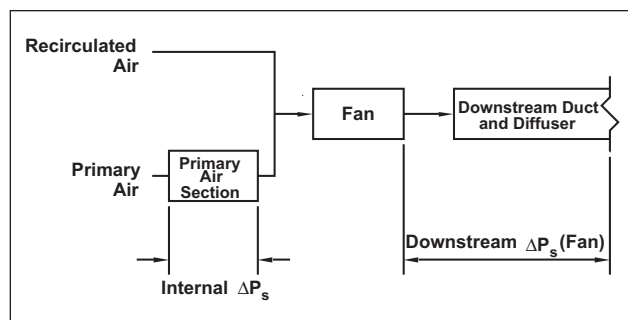 Recirculated
Air
Fan
Downstream Duct
and Diffuser
Primary
Air
Primary
Air
Section
Downstream ΔPs (Fan)
Internal ΔPs